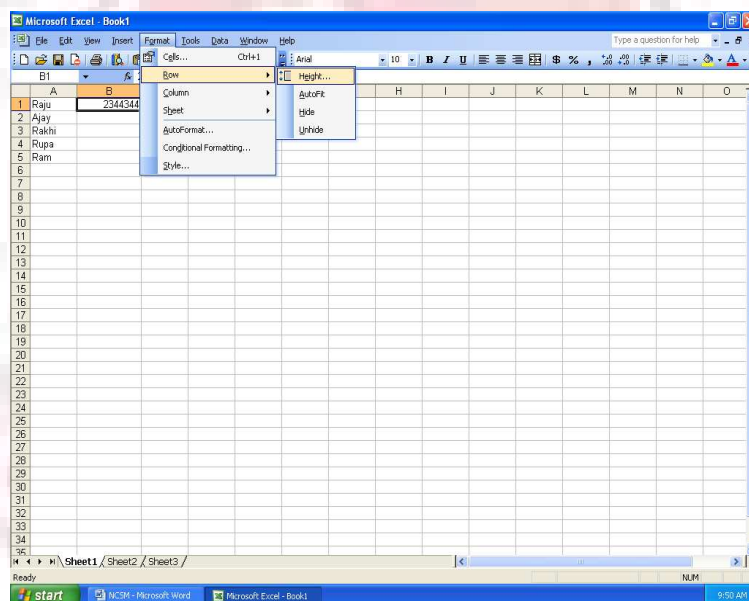 Microsoft Excel - Book1
File Edit View Insert Format Tools Data Window Help
Type a question for help
Arial 10 B I U $ % ,
B1 fx
Cells... Ctrl+1
Row
Column
Sheet
AutoFormat...
Conditional Formatting...
Style...
Height...
AutoFit
Hide
Unhide
A B H I J K L M N O
1 Raju 2344344
2 Ajay
3 Rakhi
4 Rupa
5 Ram
6
7
8
9
10
11
12
13
14
15
16
17
18
19
20
21
22
23
24
25
26
27
28
29
30
31
32
33
34
35
Sheet1 / Sheet2 / Sheet3 /
Ready NUM
start NCSM - Microsoft Word Microsoft Excel - Book1 9:50 AM